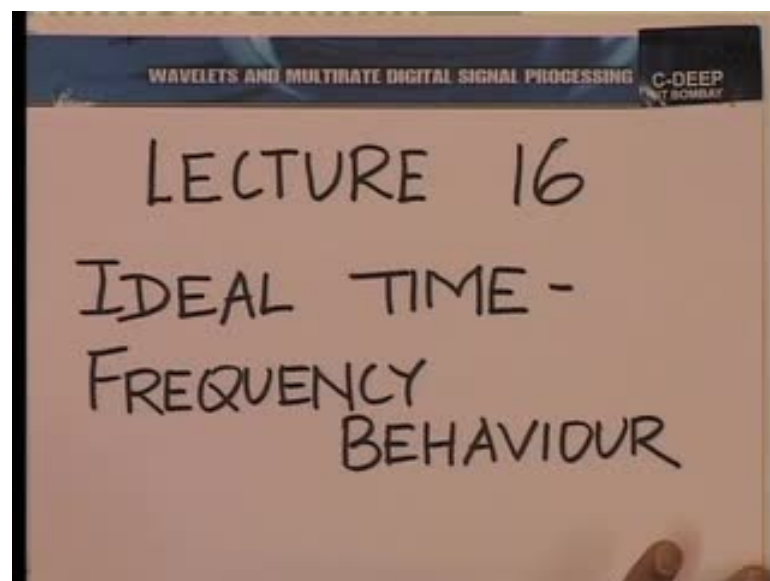 WAVELETS AND MULTIRATE DIGITAL SIGNAL PROCESSING
C-DEEP
IIT BOMBAY
LECTURE 16
IDEAL TIME-
FREQUENCY
BEHAVIOUR